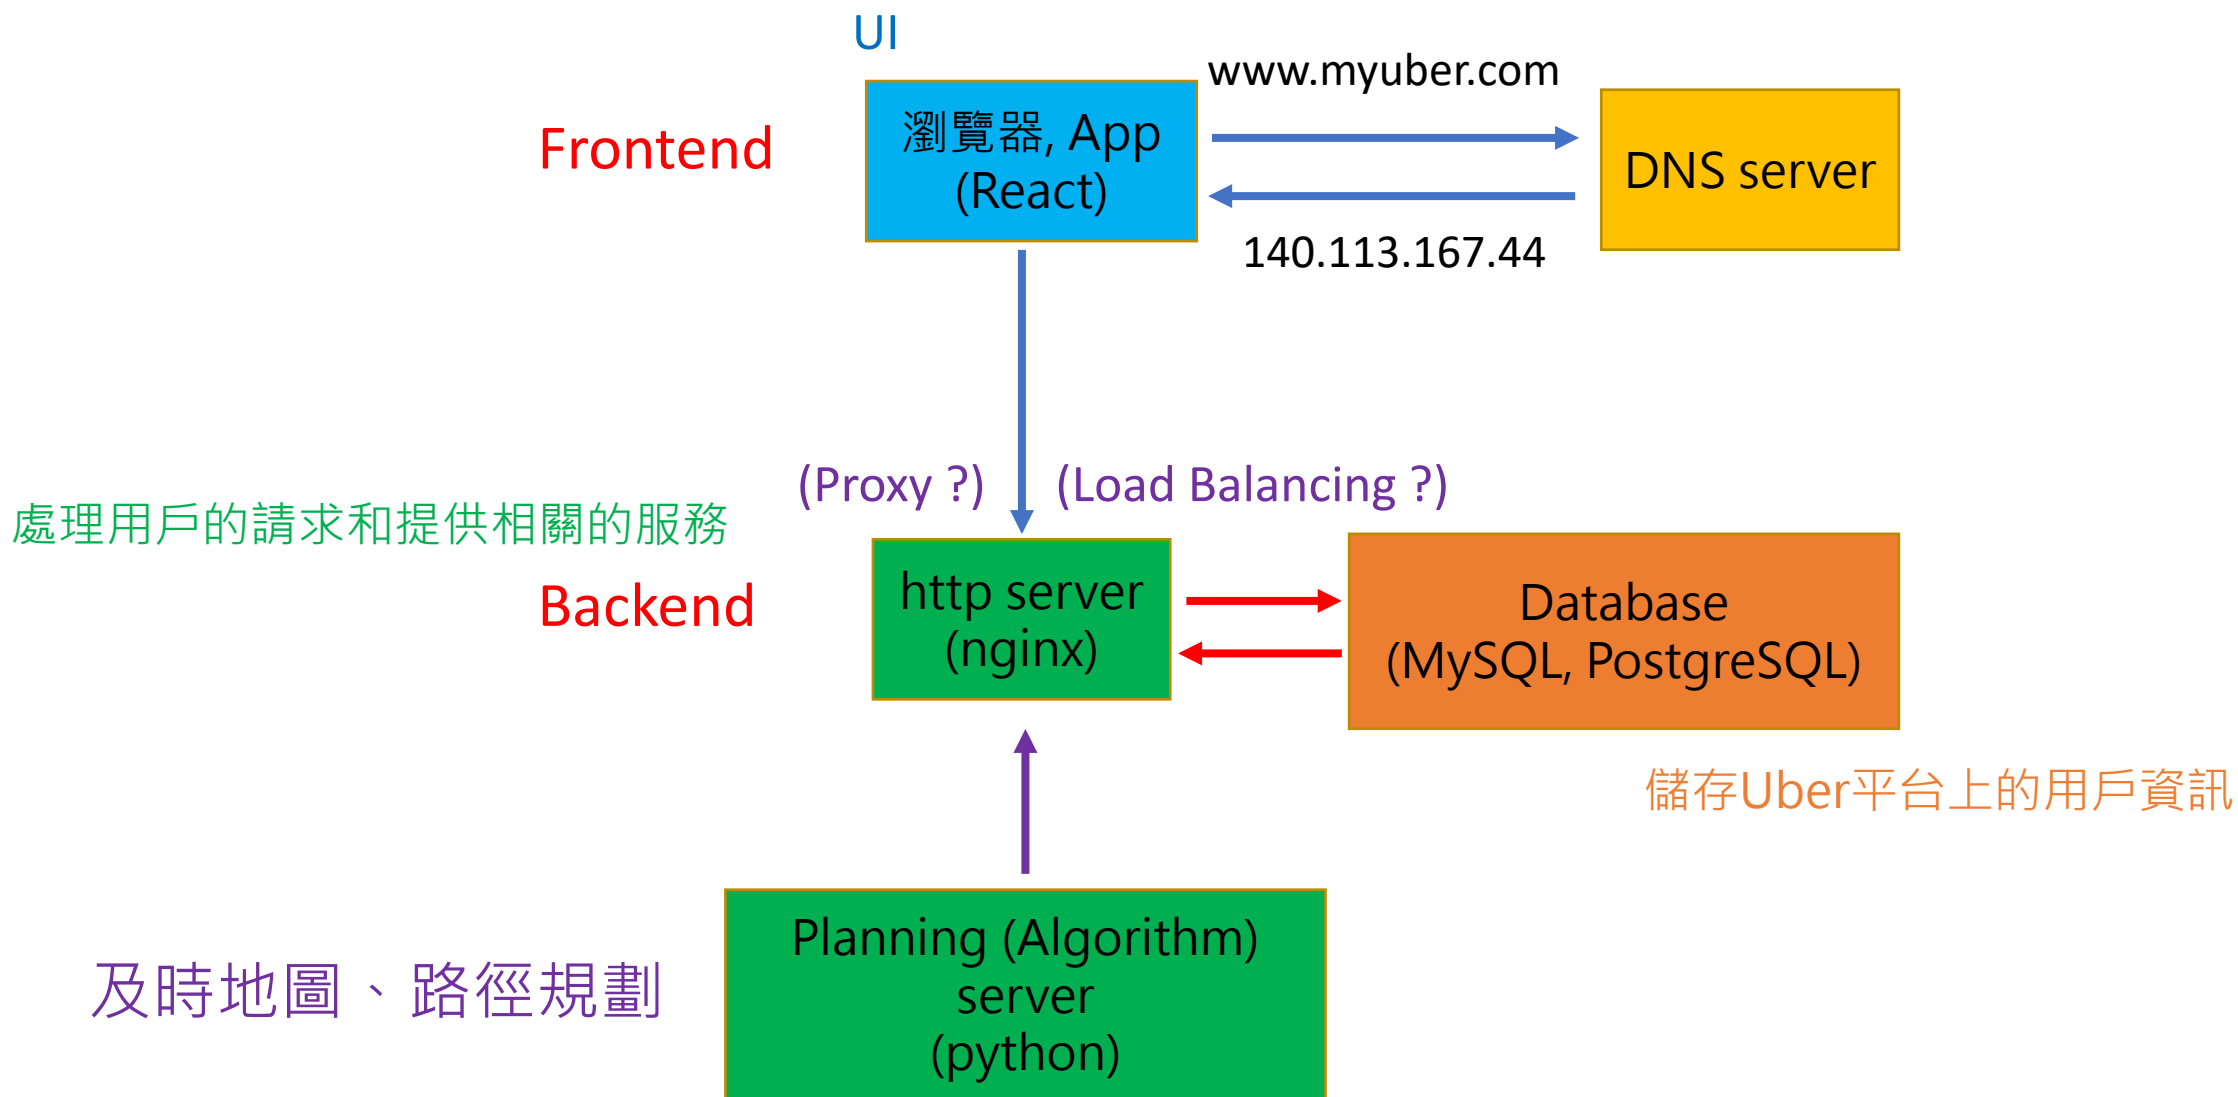 UI
www.myuber.com
Frontend
瀏覽器, App
(React)
DNS server
140.113.167.44
(Proxy ?)
(Load Balancing ?)
處理用戶的請求和提供相關的服務
Backend
http server
(nginx)
Database
(MySQL, PostgreSQL)
儲存Uber平台上的用戶資訊
及時地圖、路徑規劃
Planning (Algorithm)
server
(python)